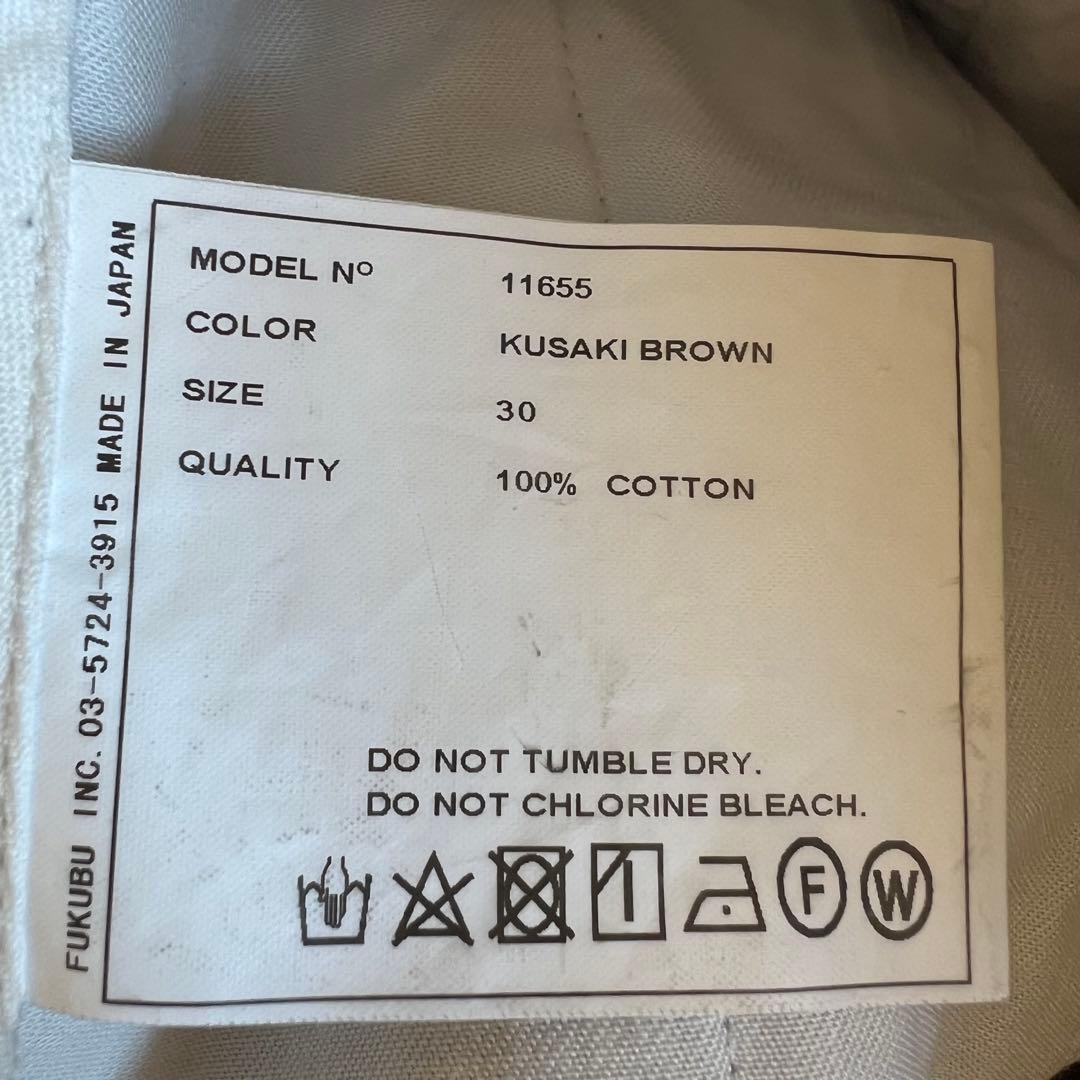 MODEL Nº 11655
COLOR KUSAKI BROWN
SIZE 30
QUALITY 100% COTTON
DO NOT TUMBLE DRY.
DO NOT CHLORINE BLEACH.
F W
FUKUBU INC. 03-5724-3915 MADE IN JAPAN